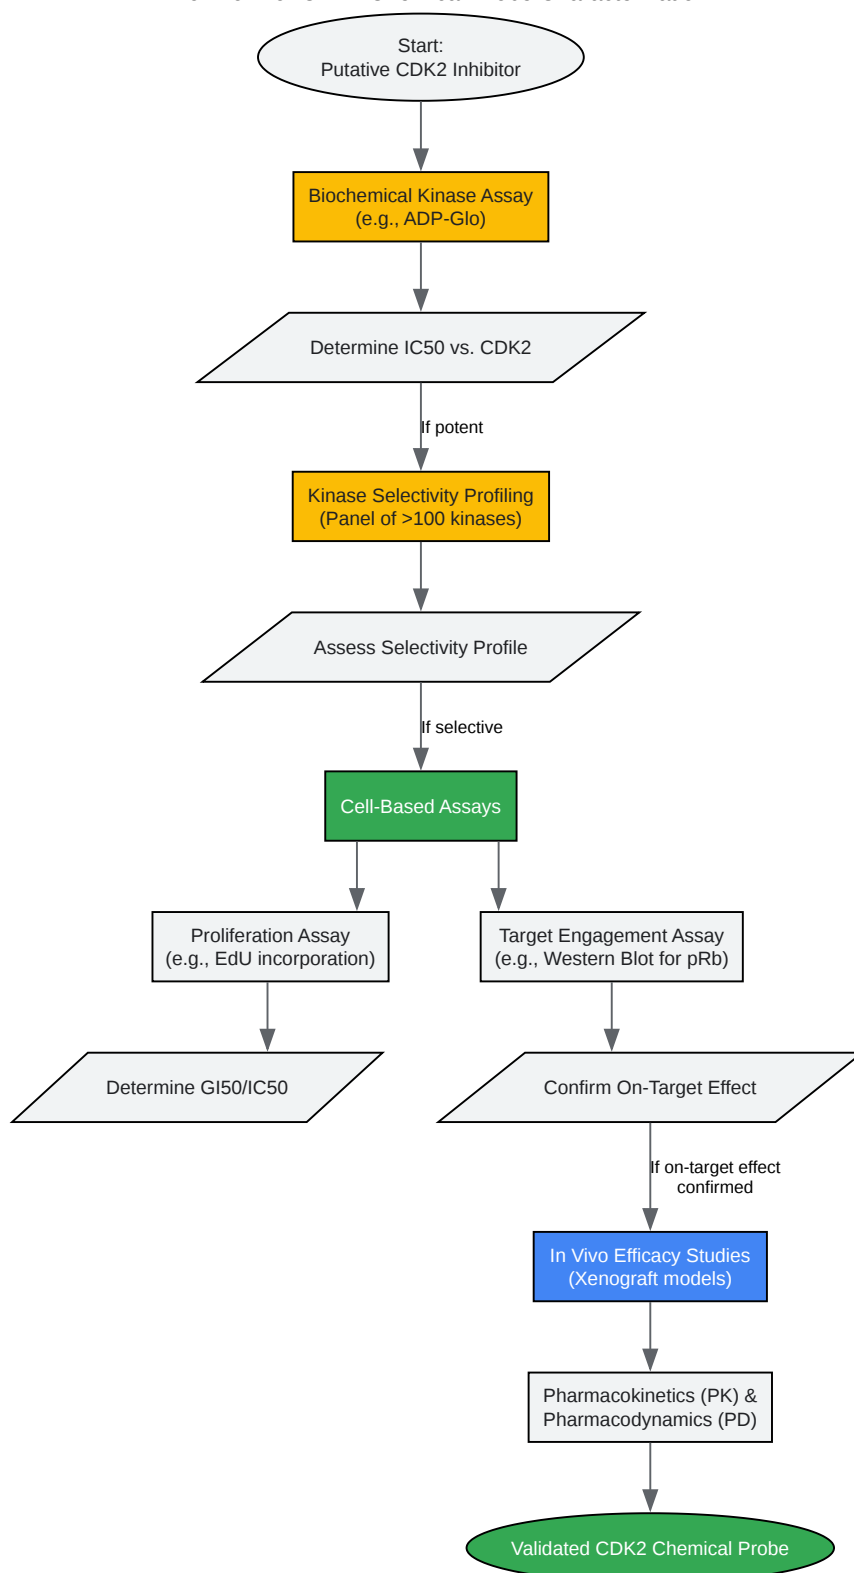 Start:
Putative CDK2 Inhibitor
Biochemical Kinase Assay
(e.g., ADP-Glo)
Determine IC50 vs. CDK2
If potent
Kinase Selectivity Profiling
(Panel of >100 kinases)
Assess Selectivity Profile
If selective
Cell-Based Assays
Proliferation Assay
(e.g., EdU incorporation)
Target Engagement Assay
(e.g., Western Blot for pRb)
Determine GI50/IC50
Confirm On-Target Effect
If on-target effect
confirmed
In Vivo Efficacy Studies
(Xenograft models)
Pharmacokinetics (PK) &
Pharmacodynamics (PD)
Validated CDK2 Chemical Probe